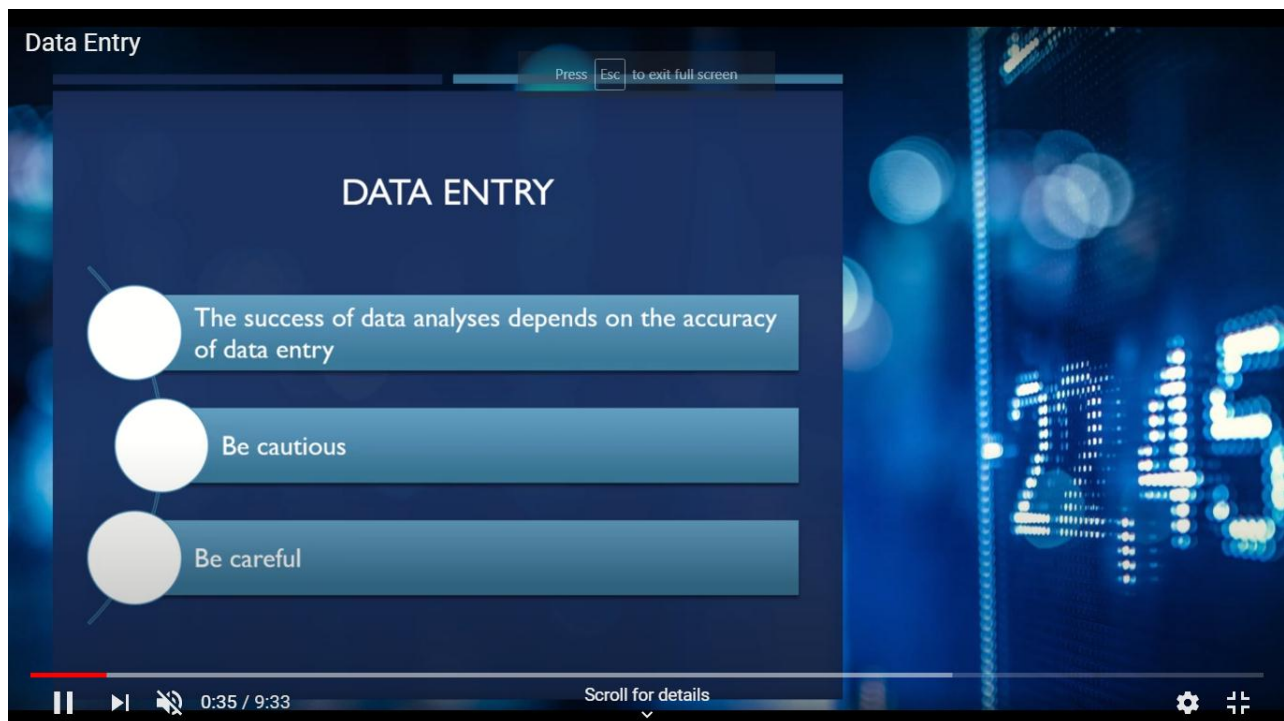 Data Entry
Press Esc to exit full screen
DATA ENTRY
The success of data analyses depends on the accuracy
of data entry
Be cautious
Be careful
0:35 / 9:33
Scroll for details